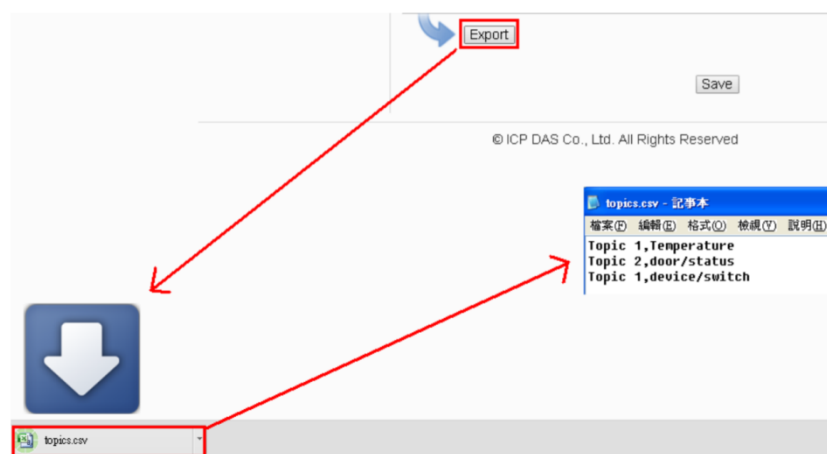 Export
Save
© ICP DAS Co., Ltd. All Rights Reserved
topics.csv - 記事本
檔案(F) 編輯(E) 格式(O) 檢視(V) 說明(H)
Topic 1,Temperature
Topic 2,door/status
Topic 1,device/switch
topics.csv